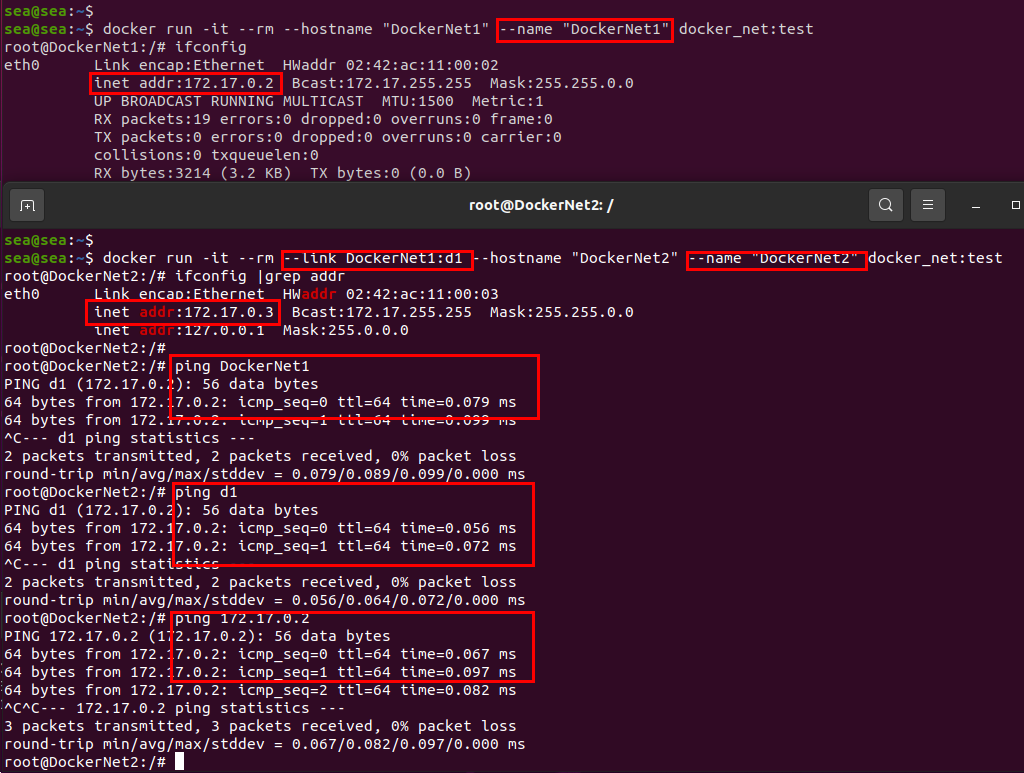 sea@sea:~$
sea@sea:~$ docker run -it --rm --hostname "DockerNet1" --name "DockerNet1" docker_net:test
root@DockerNet1:/# ifconfig
eth0      Link encap:Ethernet  HWaddr 02:42:ac:11:00:02
          inet addr:172.17.0.2  Bcast:172.17.255.255  Mask:255.255.0.0
          UP BROADCAST RUNNING MULTICAST  MTU:1500  Metric:1
          RX packets:19 errors:0 dropped:0 overruns:0 frame:0
          TX packets:0 errors:0 dropped:0 overruns:0 carrier:0
          collisions:0 txqueuelen:0
          RX bytes:3214 (3.2 KB)  TX bytes:0 (0.0 B)
root@DockerNet2: /
sea@sea:~$
sea@sea:~$ docker run -it --rm --link DockerNet1:d1 --hostname "DockerNet2" --name "DockerNet2" docker_net:test
root@DockerNet2:/# ifconfig |grep addr
eth0      Link encap:Ethernet  HWaddr 02:42:ac:11:00:03
          inet addr:172.17.0.3  Bcast:172.17.255.255  Mask:255.255.0.0
          inet addr:127.0.0.1  Mask:255.0.0.0
root@DockerNet2:/#
root@DockerNet2:/# ping DockerNet1
PING d1 (172.17.0.2): 56 data bytes
64 bytes from 172.17.0.2: icmp_seq=0 ttl=64 time=0.079 ms
64 bytes from 172.17.0.2: icmp_seq=1 ttl=64 time=0.099 ms
^C--- d1 ping statistics ---
2 packets transmitted, 2 packets received, 0% packet loss
round-trip min/avg/max/stddev = 0.079/0.089/0.099/0.000 ms
root@DockerNet2:/# ping d1
PING d1 (172.17.0.2): 56 data bytes
64 bytes from 172.17.0.2: icmp_seq=0 ttl=64 time=0.056 ms
64 bytes from 172.17.0.2: icmp_seq=1 ttl=64 time=0.072 ms
^C--- d1 ping statistics ---
2 packets transmitted, 2 packets received, 0% packet loss
round-trip min/avg/max/stddev = 0.056/0.064/0.072/0.000 ms
root@DockerNet2:/# ping 172.17.0.2
PING 172.17.0.2 (172.17.0.2): 56 data bytes
64 bytes from 172.17.0.2: icmp_seq=0 ttl=64 time=0.067 ms
64 bytes from 172.17.0.2: icmp_seq=1 ttl=64 time=0.097 ms
64 bytes from 172.17.0.2: icmp_seq=2 ttl=64 time=0.082 ms
^C^C--- 172.17.0.2 ping statistics ---
3 packets transmitted, 3 packets received, 0% packet loss
round-trip min/avg/max/stddev = 0.067/0.082/0.097/0.000 ms
root@DockerNet2:/#